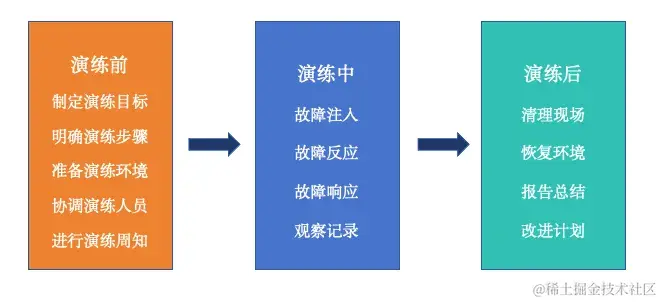 演练前
制定演练目标
明确演练步骤
准备演练环境
协调演练人员
进行演练周知
演练中
故障注入
故障反应
故障响应
观察记录
演练后
清理现场
恢复环境
报告总结
改进计划
@稀土掘金技术社区